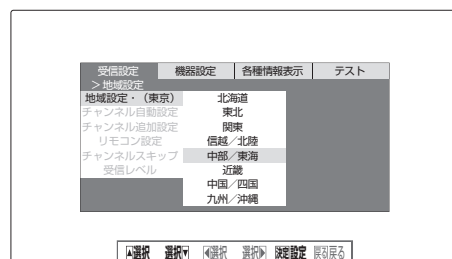 受信設定 機器設定 各種情報表示 テスト
＞地域設定
地域設定・（東京） 北海道
チャンネル自動設定 東北
チャンネル追加設定 関東
リモコン設定 信越／北陸
チャンネルスキップ 中部／東海
受信レベル 近畿
中国／四国
九州／沖縄
▲選択 選択▼ ◀選択 選択▶ 決定設定 戻る戻る